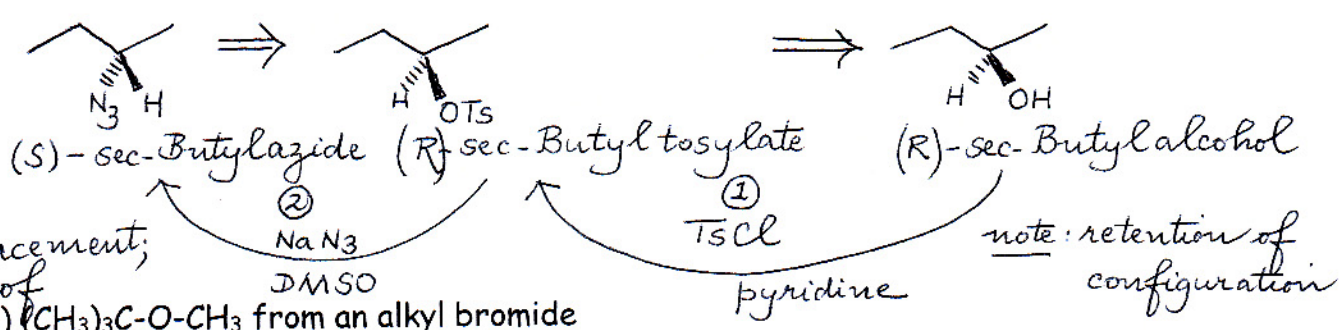 N3 H
H OTs
H OH
(S)-sec-Butylazide (R)-sec-Butyl tosylate (R)-sec-Butyl alcohol
② ①
NaN3 TsCl note: retention of
DMSO pyridine configuration
of
(CH3)3C-O-CH3 from an alkyl bromide